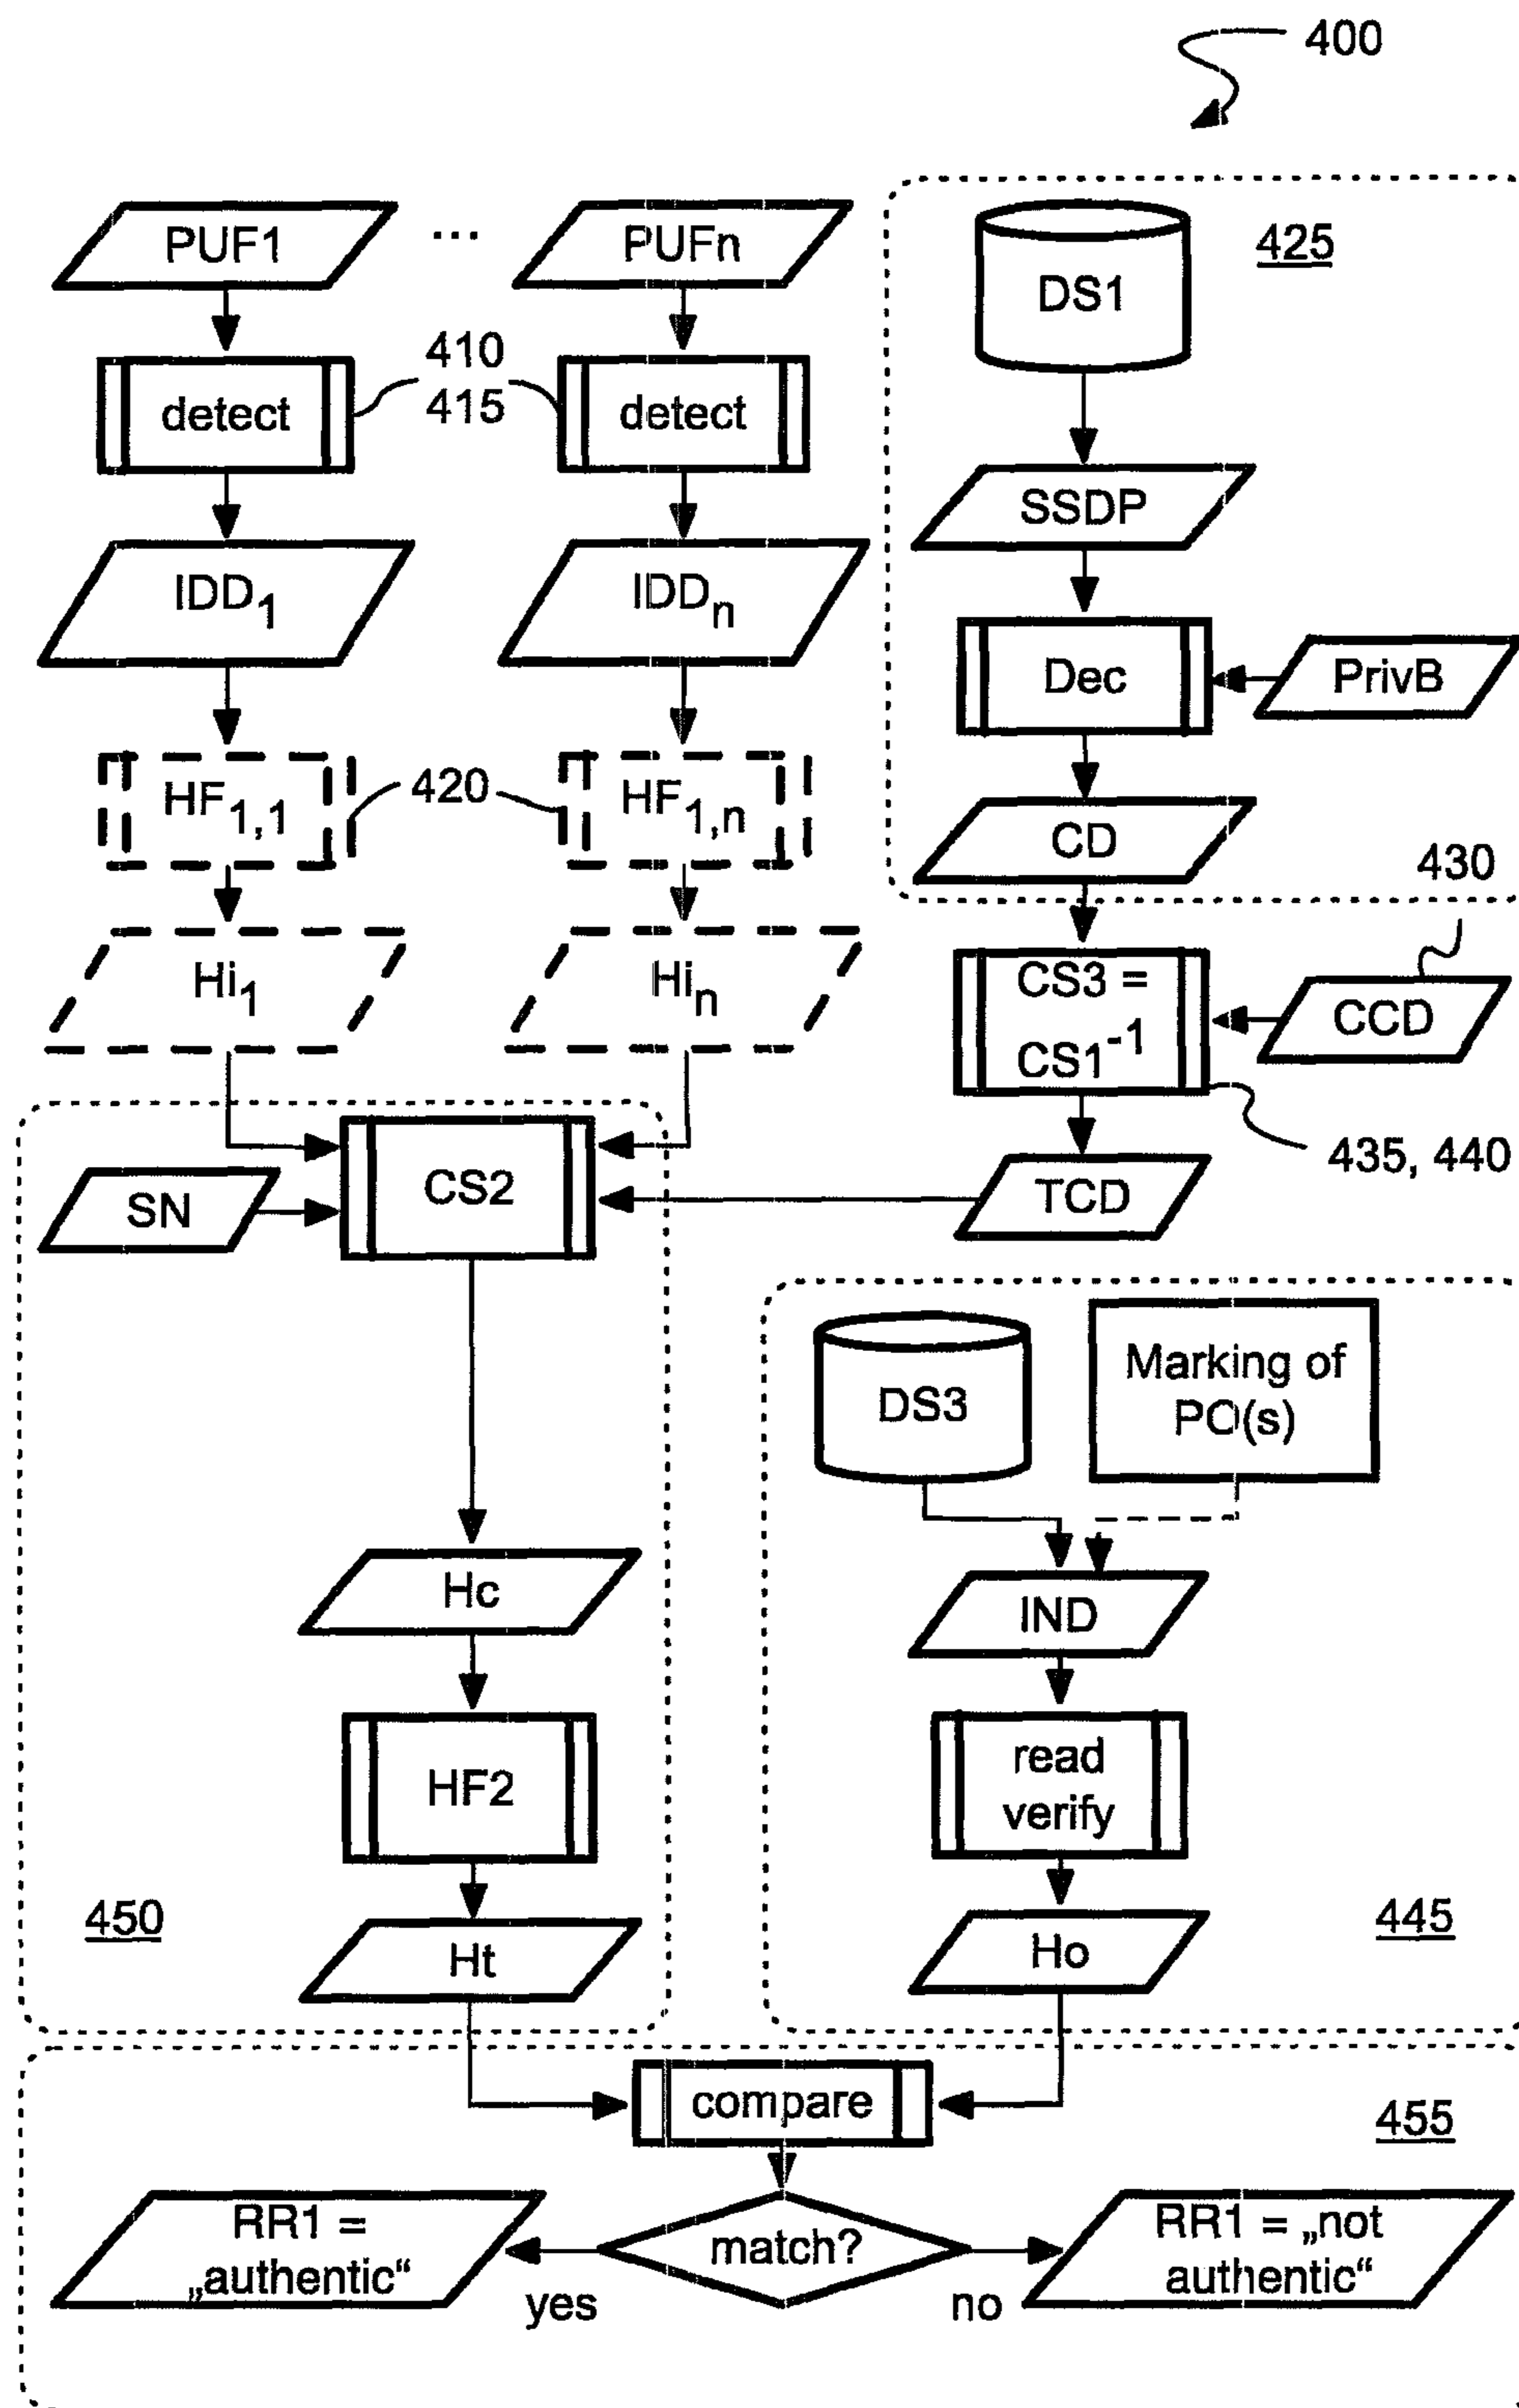 400
PUF1
...
PUFn
DS1
425
detect
410
415
detect
SSDP
IDD1
IDDn
Dec
PrivB
HF1,1
420
HF1,n
CD
430
Hi1
Hin
CS3 =
CS1-1
CCD
435, 440
SN
CS2
TCD
DS3
Marking of
PO(s)
Hc
IND
HF2
read
verify
450
Ht
Ho
445
compare
455
RR1 =
„authentic“
match?
RR1 = „not
authentic“
yes
no